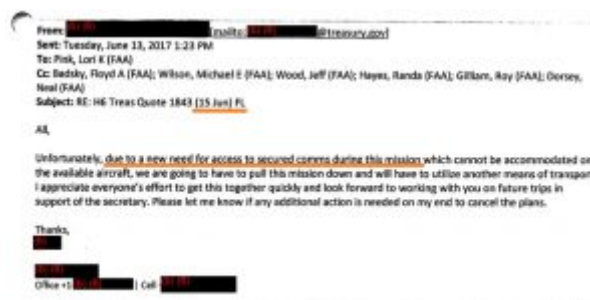 From: (b) (6) [mailto: (b) (6) @treasury.gov]
Sent: Tuesday, June 13, 2017 1:23 PM
To: Pink, Lori K (FAA)
Cc: Badsky, Floyd A (FAA); Wilson, Michael E (FAA); Wood, Jeff (FAA); Hayes, Randa (FAA); Gilliam, Ray (FAA); Dorsey,
Neal (FAA)
Subject: RE: H6 Treas Quote 1843 (15 Jun) FL
All,
Unfortunately, due to a new need for access to secured comms during this mission which cannot be accommodated on
the available aircraft, we are going to have to pull this mission down and will have to utilize another means of transport
I appreciate everyone's effort to get this together quickly and look forward to working with you on future trips in
support of the secretary. Please let me know if any additional action is needed on my end to cancel the plans.
Thanks,
(b) (6)
Office +1 (b) (6) | Cell (b) (6)